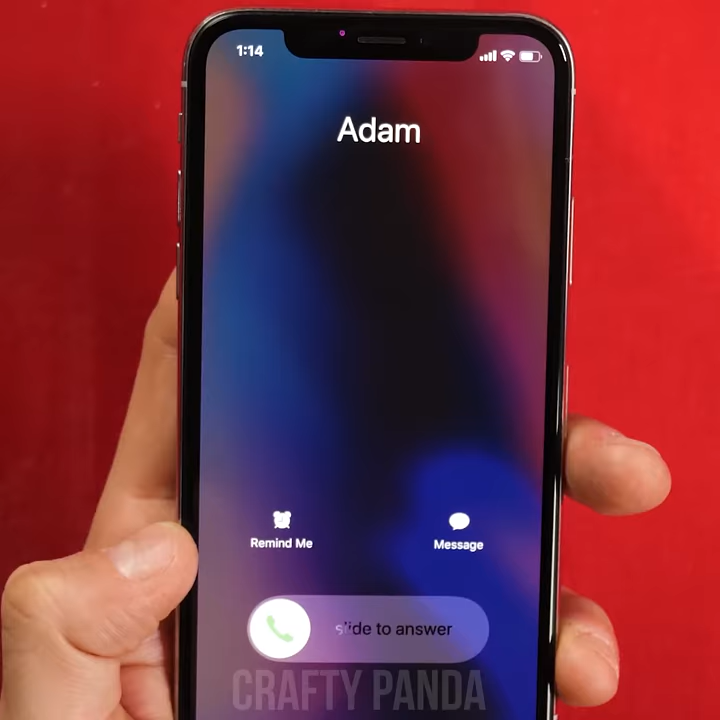 1:14
Adam
Remind Me
Message
slide to answer
CRAFTY PANDA